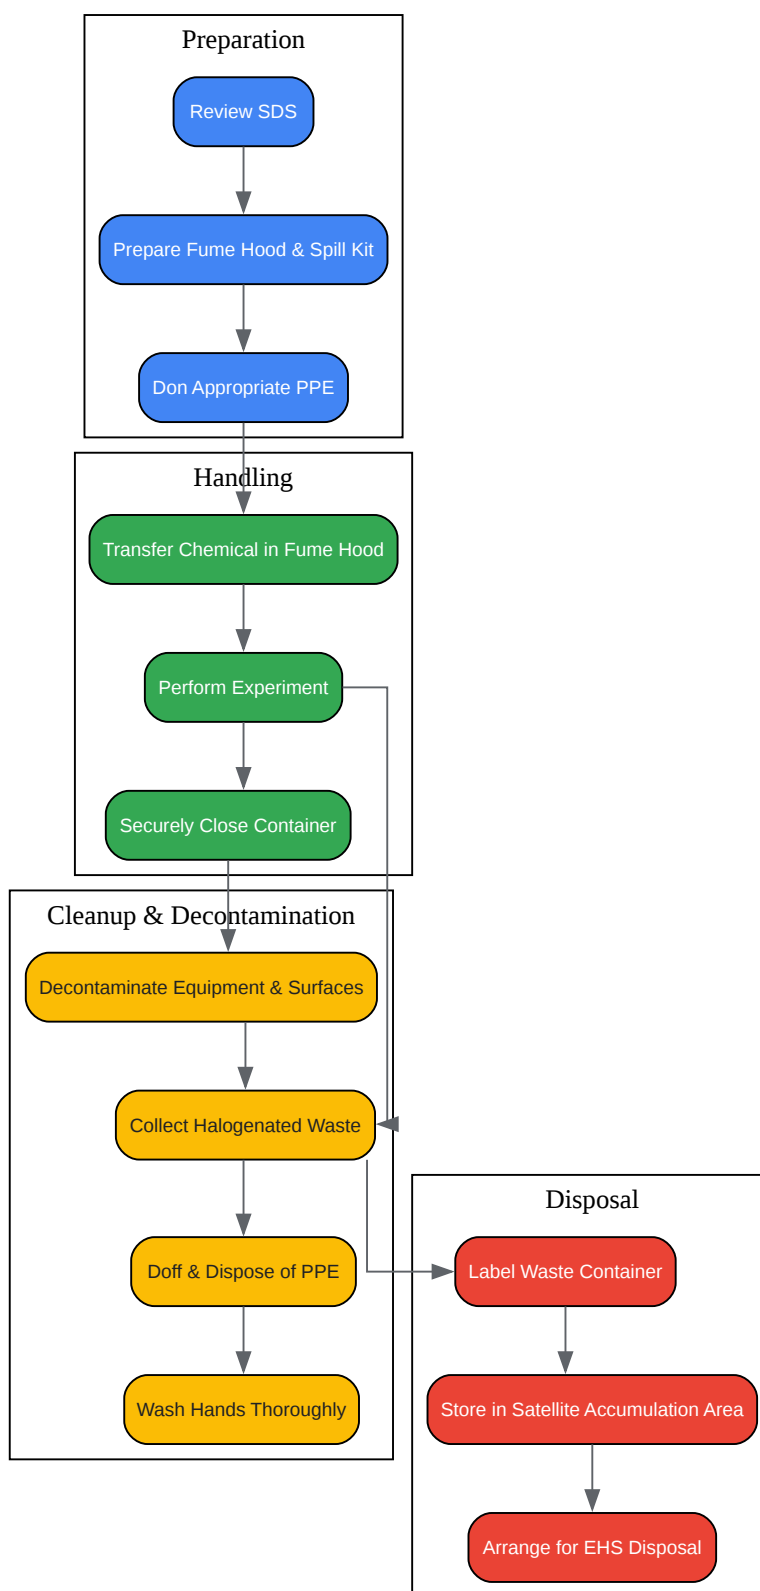 Preparation
Review SDS
Prepare Fume Hood & Spill Kit
Don Appropriate PPE
Handling
Transfer Chemical in Fume Hood
Perform Experiment
Securely Close Container
Cleanup & Decontamination
Decontaminate Equipment & Surfaces
Collect Halogenated Waste
Doff & Dispose of PPE
Wash Hands Thoroughly
Disposal
Label Waste Container
Store in Satellite Accumulation Area
Arrange for EHS Disposal